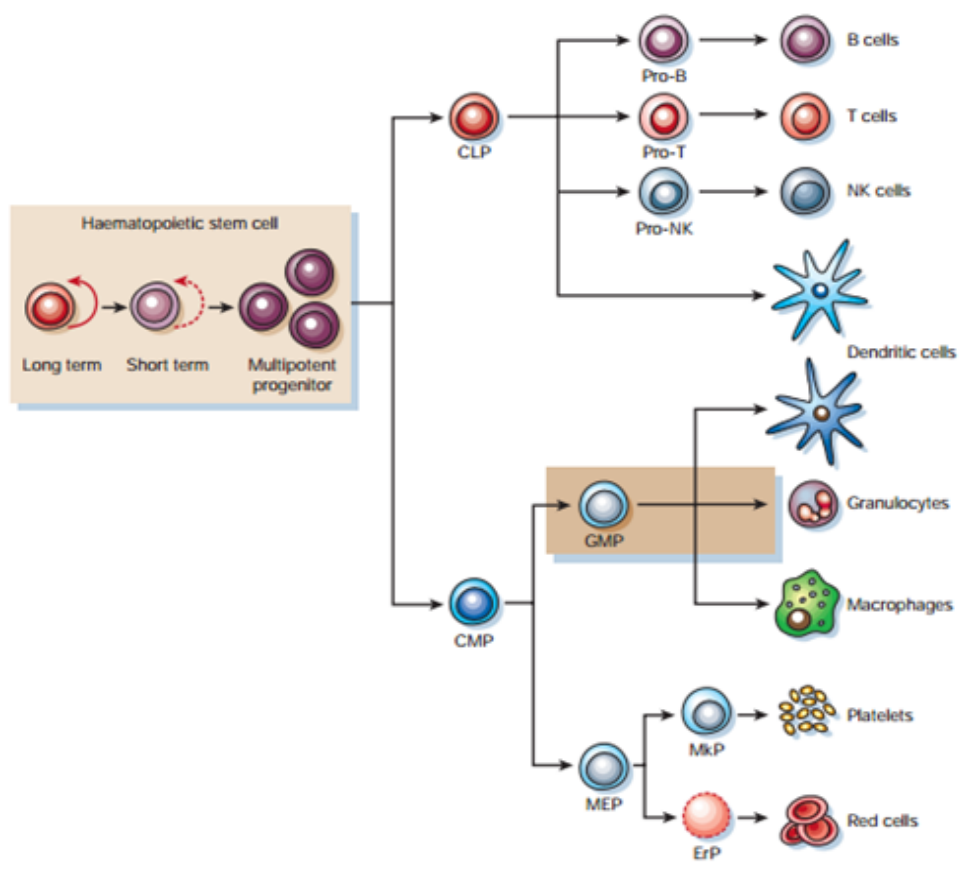 B cells
Pro-B
T cells
CLP
Pro-T
NK cells
Pro-NK
Haematopoietic stem cell
Long term
Short term
Multipotent
progenitor
Dendritic cells
Granulocytes
GMP
Macrophages
CMP
Platelets
MkP
MEP
Red cells
ErP